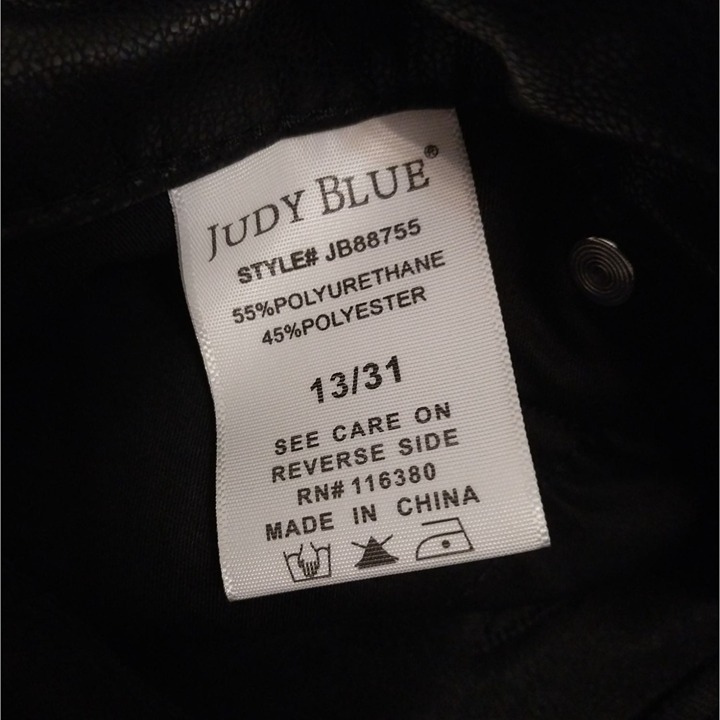 JUDY BLUE®
STYLE# JB88755
55%POLYURETHANE
45%POLYESTER
13/31
SEE CARE ON
REVERSE SIDE
RN# 116380
MADE IN CHINA